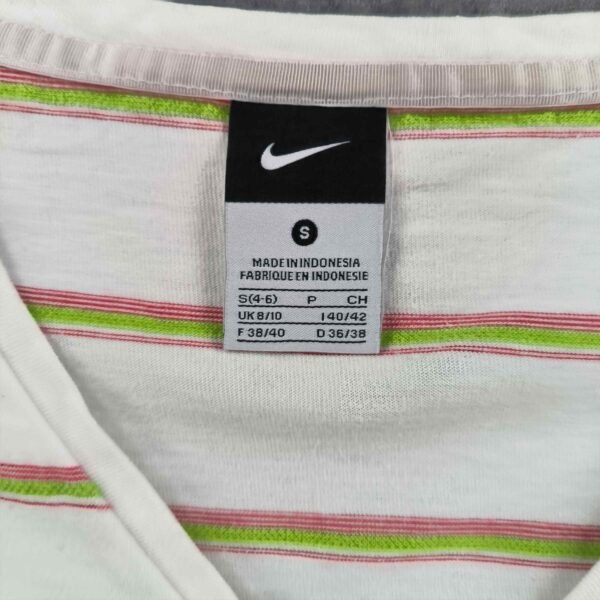 S
MADE IN INDONESIA
FABRIQUE EN INDONESIE
S(4-6) P CH
UK 8/10 I 40/42
F 38/40 D 36/38